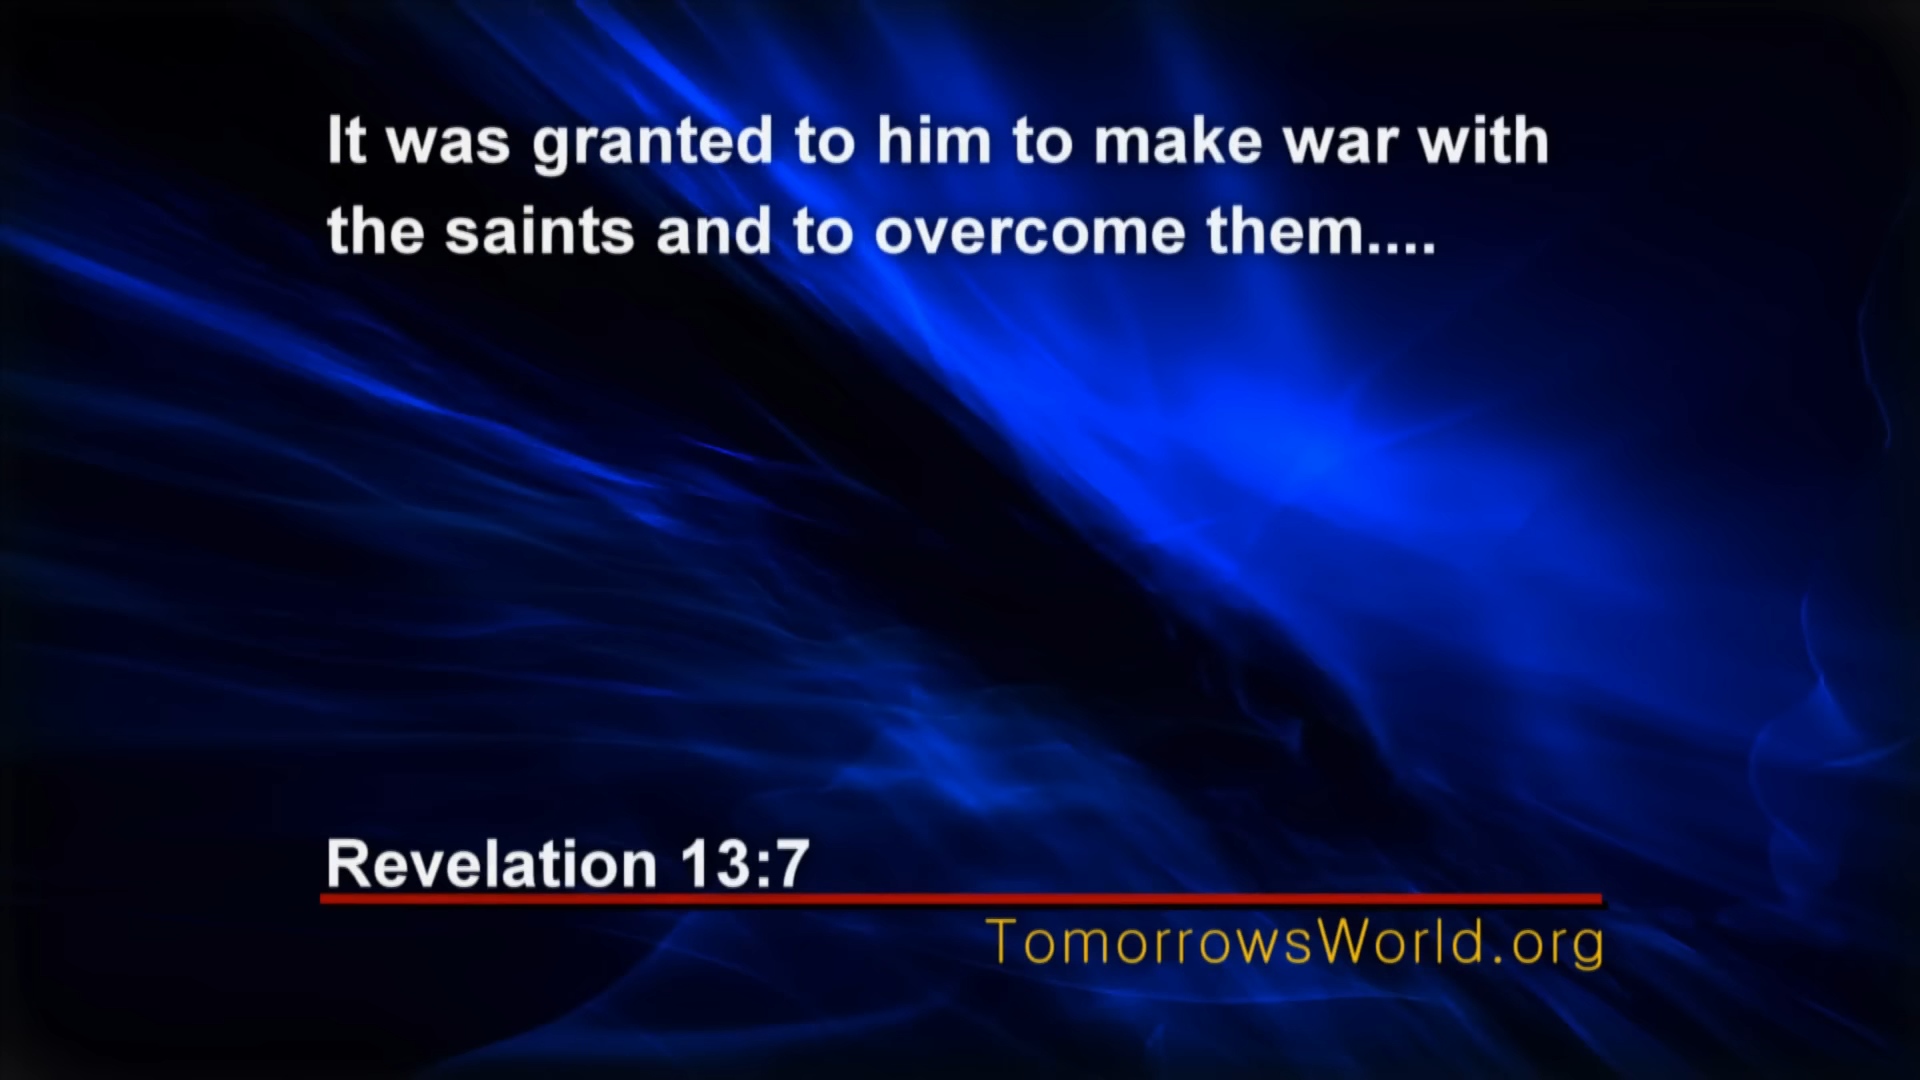 It was granted to him to make war with
the saints and to overcome them....
Revelation 13:7
TomorrowsWorld.org